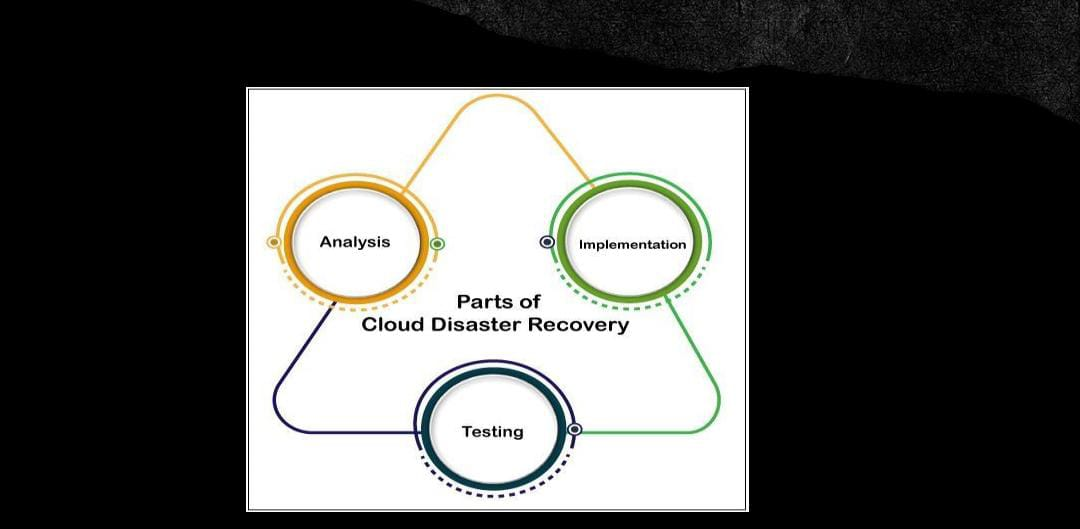 Analysis
Implementation
Parts of
Cloud Disaster Recovery
Testing